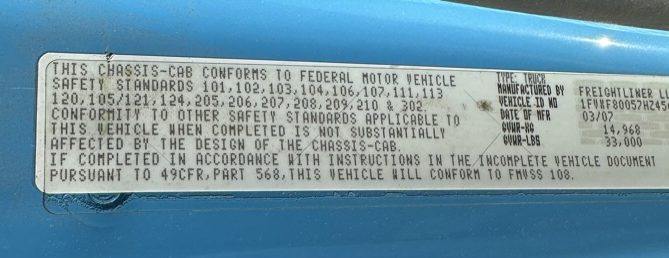 THIS CHASSIS-CAB CONFORMS TO FEDERAL MOTOR VEHICLE
SAFETY STANDARDS 101,102,103,104,106,107,111,113
120,105/121,124,205,206,207,208,209,210 & 302
CONFORMITY TO OTHER SAFETY STANDARDS APPLICABLE TO
THIS VEHICLE WHEN COMPLETED IS NOT SUBSTANTIALLY
AFFECTED BY THE DESIGN OF THE CHASSIS-CAB.
IF COMPLETED IN ACCORDANCE WITH INSTRUCTIONS IN THE INCOMPLETE VEHICLE DOCUMENT
PURSUANT TO 49CFR,PART 568,THIS VEHICLE WILL CONFORM TO FMVSS 108.
TYPE: TRUCK
MANUFACTURED BY FREIGHTLINER
VEHICLE ID NO
DATE OF MFR 03/07
GVWR-KG 14,968
GVWR-LBS 33,000